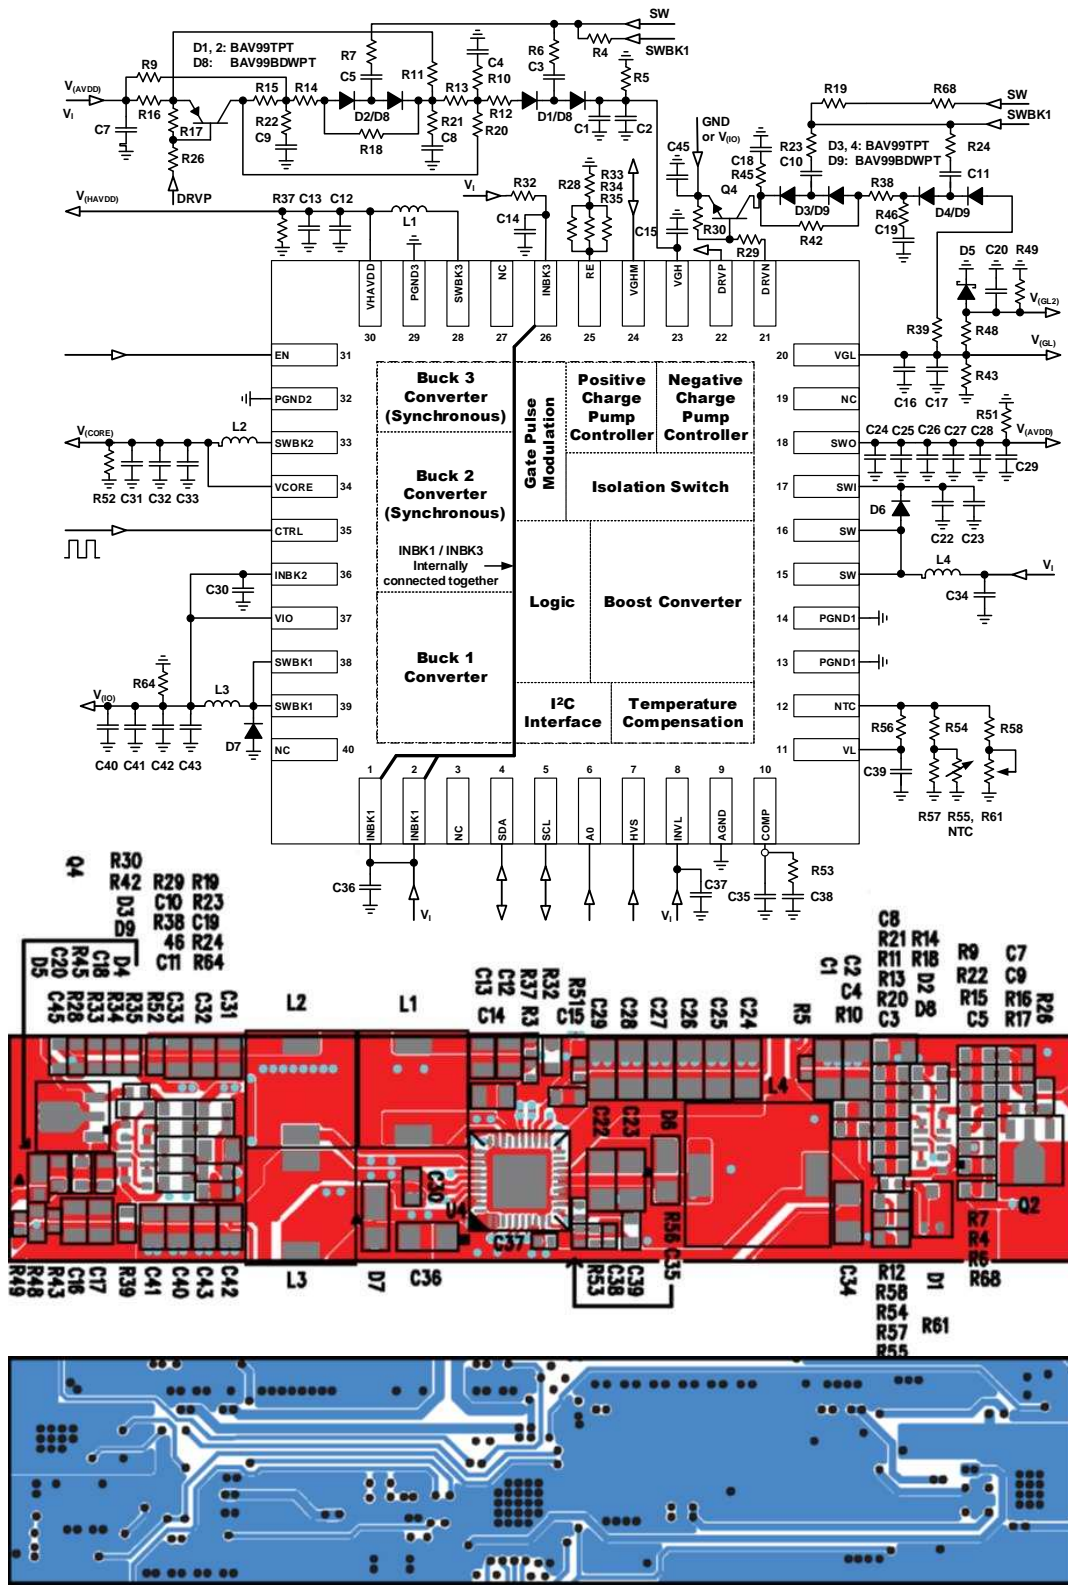 SW
SWBK1
D1, 2: BAV99TPT
D8: BAV99BDWPT
R7
R6
R4
C5
C3
C4
R5
R9
R11
R10
V(AVDD)
VI
R16
R15
R14
R13
R12
R17
R22
C9
D2/D8
R21
C8
R20
D1/D8
C1
C2
C7
R18
R26
DRVP
R19
R68
SW
SWBK1
GND
or V(IO)
R23
C10
D3, 4: BAV99TPT
D9: BAV99BDWPT
R24
C45
C18
R45
C11
Q4
R38
D3/D9
R46
C19
D4/D9
R30
R42
R29
V(HAVDD)
R37
C13
C12
L1
VI
R32
C14
R28
R33
R34
R35
C15
D5
C20
R49
V(GL2)
VHAVDD
PGND3
SWBK3
NC
INBK3
RE
VGHM
VGH
DRVP
DRVN
30
29
28
27
26
25
24
23
22
21
R39
R48
EN
31
20
VGL
V(GL)
R43
C16
C17
PGND2
32
19
NC
R51
V(CORE)
L2
SWBK2
33
18
SWO
C24
C25
C26
C27
C28
V(AVDD)
C29
R52
C31
C32
C33
VCORE
34
17
SWI
D6
C22
C23
CTRL
35
16
SW
C30
INBK2
36
15
SW
L4
VI
C34
VIO
37
14
PGND1
R64
SWBK1
38
13
PGND1
V(IO)
L3
SWBK1
39
12
NTC
R56
R54
R58
C40
C41
C42
C43
D7
NC
40
11
VL
C39
R57
R55,
NTC
R61
Buck 3
Converter
(Synchronous)
Gate Pulse
Modulation
Positive
Charge
Pump
Controller
Negative
Charge
Pump
Controller
Buck 2
Converter
(Synchronous)
Isolation Switch
INBK1 / INBK3
Internally
connected together
Logic
Boost Converter
Buck 1
Converter
I²C
Interface
Temperature
Compensation
1
2
3
4
5
6
7
8
9
10
INBK1
INBK1
NC
SDA
SCL
A0
HVS
INVL
AGND
COMP
C36
VI
VI
C37
C35
R53
C38
Q4
R30
R42
D3
D9
R29
C10
R38
46
C11
R19
R23
C19
R24
R64
D5
C20
R45
C18
D4
C45
R28
R33
R34
R35
R52
C33
C32
C31
L2
L1
C13
C12
R37
R32
C14
R3
R51
C15
C29
C28
C27
C26
C25
C24
R5
C1
C2
C4
R10
C8
R21
R11
R13
R20
C3
R14
R18
D2
D8
R9
R22
R15
C5
C7
C9
R16
R17
R26
L4
C22
C23
D6
C30
U4
C37
Q2
R49
R48
R43
C16
C17
R39
C41
C40
C43
C42
L3
D7
C36
R53
C38
C39
R56
C35
C34
R12
R58
R54
R57
R55
D1
R61
R7
R4
R6
R68